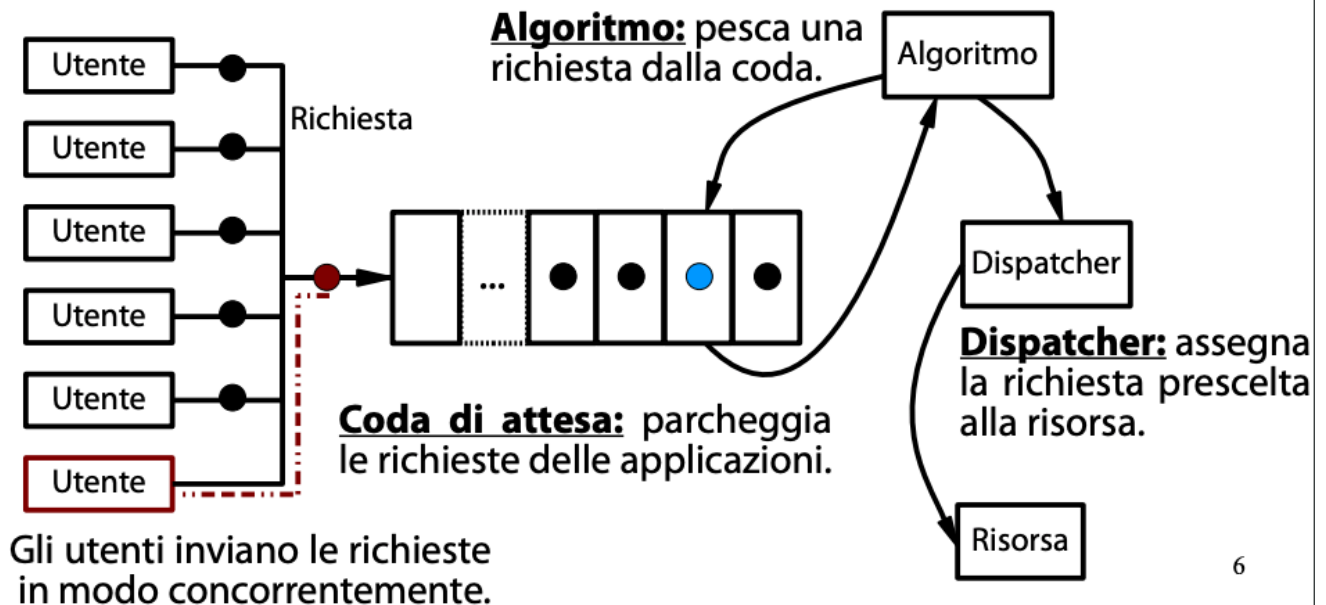 Utente
Utente
Utente
Utente
Utente
Utente
Richiesta
Gli utenti inviano le richieste
in modo concorrentemente.
...
Coda di attesa: parcheggia
le richieste delle applicazioni.
Algoritmo: pesca una
richiesta dalla coda.
Algoritmo
Dispatcher
Dispatcher: assegna
la richiesta prescelta
alla risorsa.
Risorsa
6